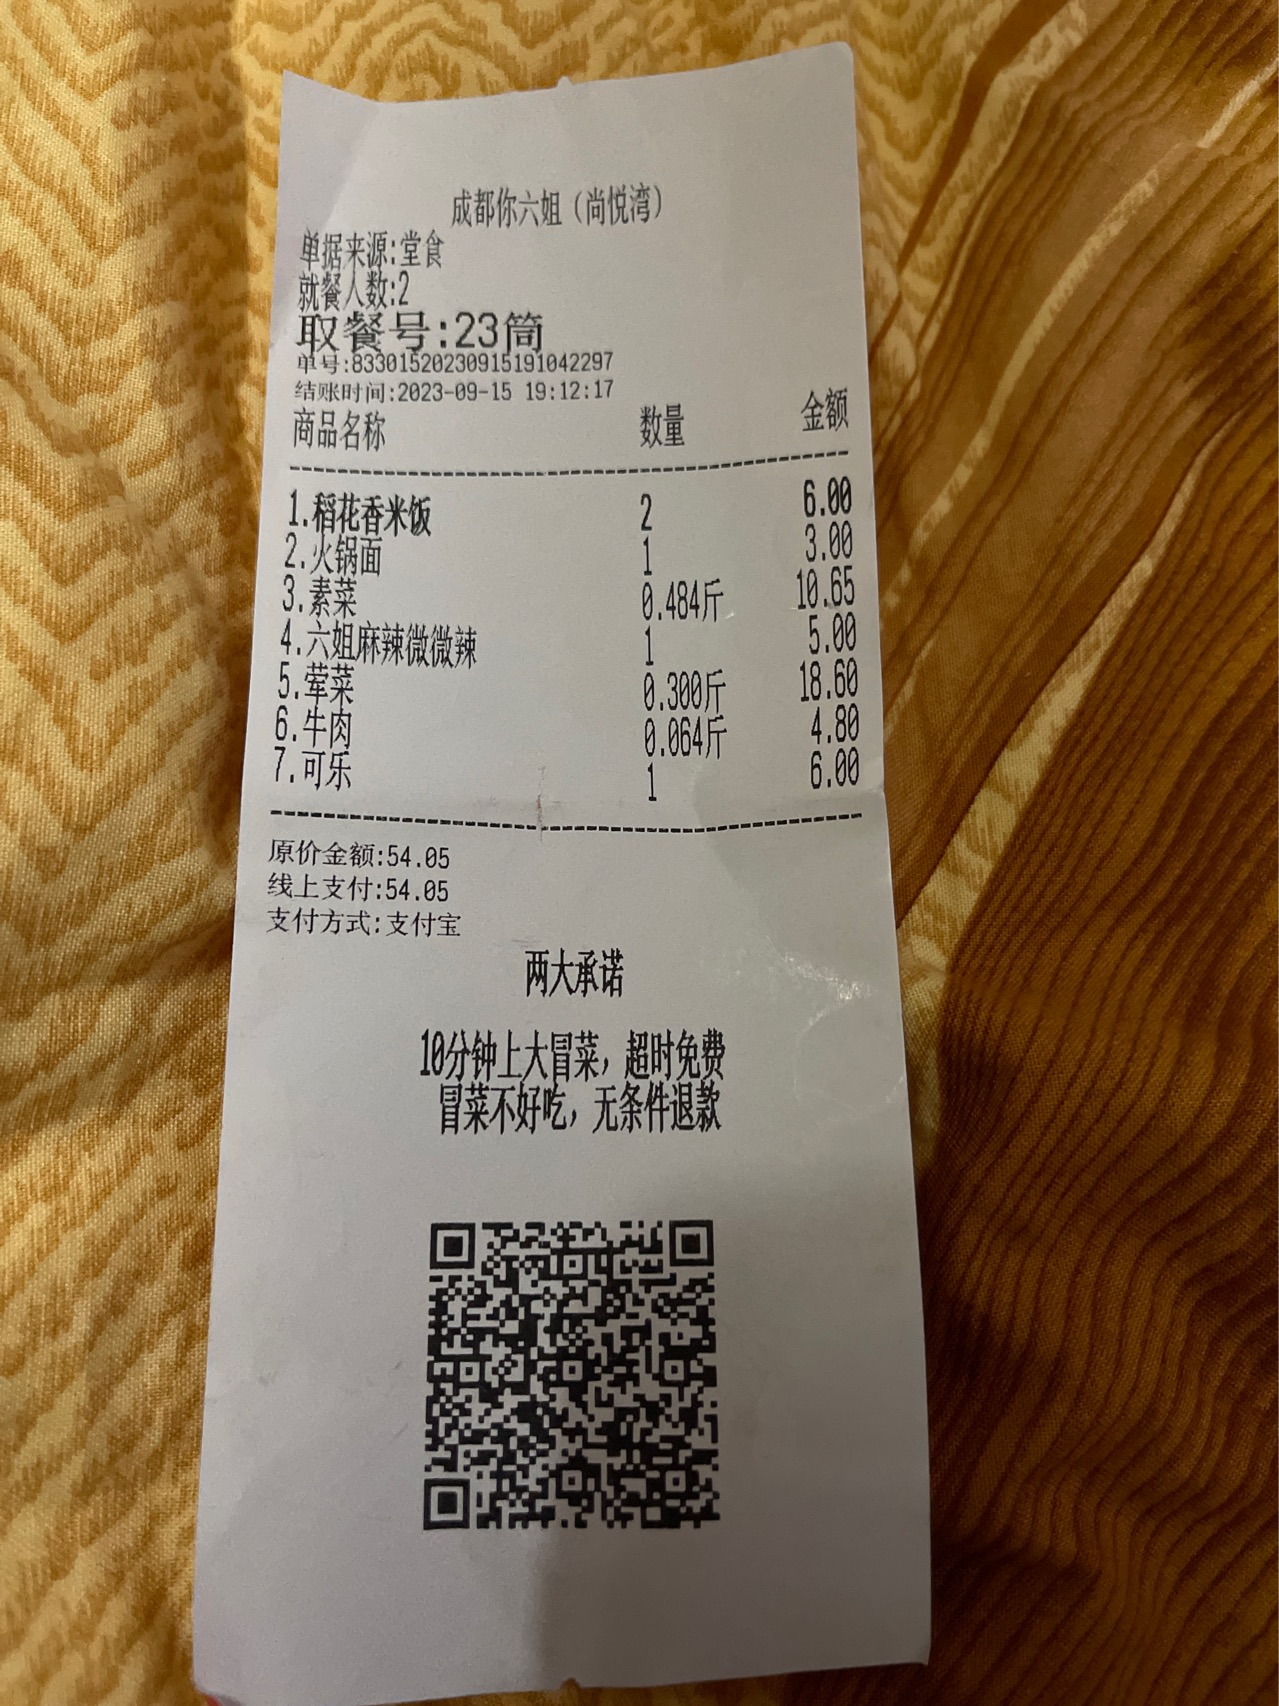 成都你六姐（尚悦湾）
单据来源:堂食
就餐人数:2
取餐号:23筒
单号:83301520230915191042297
结账时间:2023-09-15 19:12:17
商品名称 数量 金额
1.稻花香米饭 2 6.00
2.火锅面 1 3.00
3.素菜 0.484斤 10.65
4.六姐麻辣微微辣 1 5.00
5.荤菜 0.300斤 18.60
6.牛肉 0.064斤 4.80
7.可乐 1 6.00
原价金额:54.05
线上支付:54.05
支付方式:支付宝
两大承诺
10分钟上大冒菜，超时免费
冒菜不好吃，无条件退款